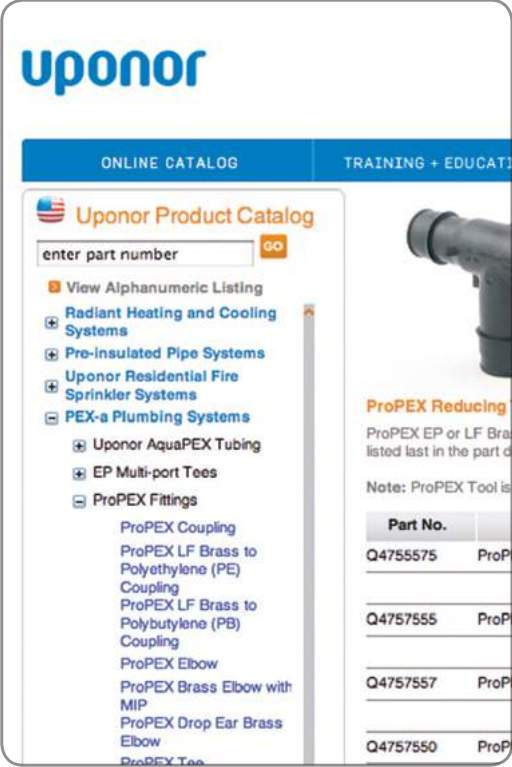 uponor
ONLINE CATALOG
TRAINING + EDUCATI
Uponor Product Catalog
enter part number
GO
View Alphanumeric Listing
Radiant Heating and Cooling
Systems
Pre-insulated Pipe Systems
Uponor Residential Fire
Sprinkler Systems
PEX-a Plumbing Systems
Uponor AquaPEX Tubing
EP Multi-port Tees
ProPEX Fittings
ProPEX Coupling
ProPEX LF Brass to
Polyethylene (PE)
Coupling
ProPEX LF Brass to
Polybutylene (PB)
Coupling
ProPEX Elbow
ProPEX Brass Elbow with
MIP
ProPEX Drop Ear Brass
Elbow
ProPEX Tee
ProPEX Reducing
ProPEX EP or LF Bra
listed last in the part d
Note: ProPEX Tool is
Part No.
Q4755575 ProP
Q4757555 ProP
Q4757557 ProP
Q4757550 ProP